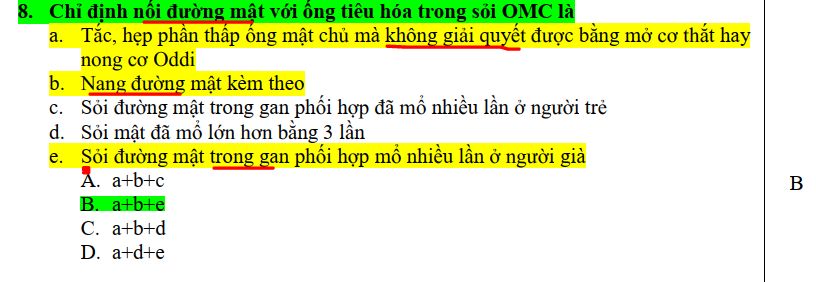 8. Chỉ định nối đường mật với ống tiêu hóa trong sỏi OMC là
a. Tắc, hẹp phần thấp ống mật chủ mà không giải quyết được bằng mở cơ thắt hay
nong cơ Oddi
b. Nang đường mật kèm theo
c. Sỏi đường mật trong gan phối hợp đã mổ nhiều lần ở người trẻ
d. Sỏi mật đã mổ lớn hơn bằng 3 lần
e. Sỏi đường mật trong gan phối hợp mổ nhiều lần ở người già
A. a+b+c
B. a+b+e
C. a+b+d
D. a+d+e
B